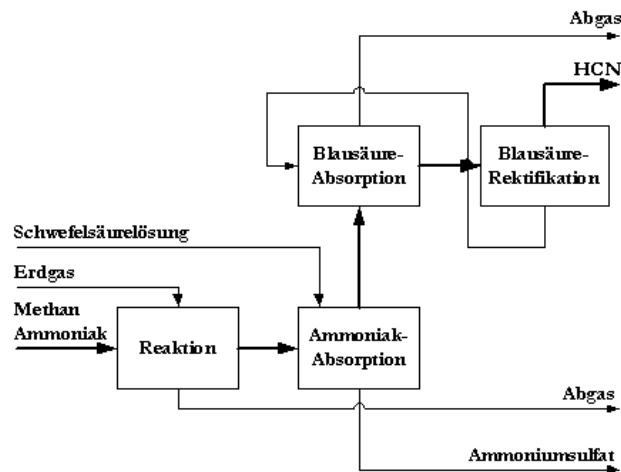 Abgas
HCN
Blausäure-
Absorption
Blausäure-
Rektifikation
Schwefelsäurelösung
Erdgas
Methan
Ammoniak
Reaktion
Ammoniak-
Absorption
Abgas
Ammoniumsulfat